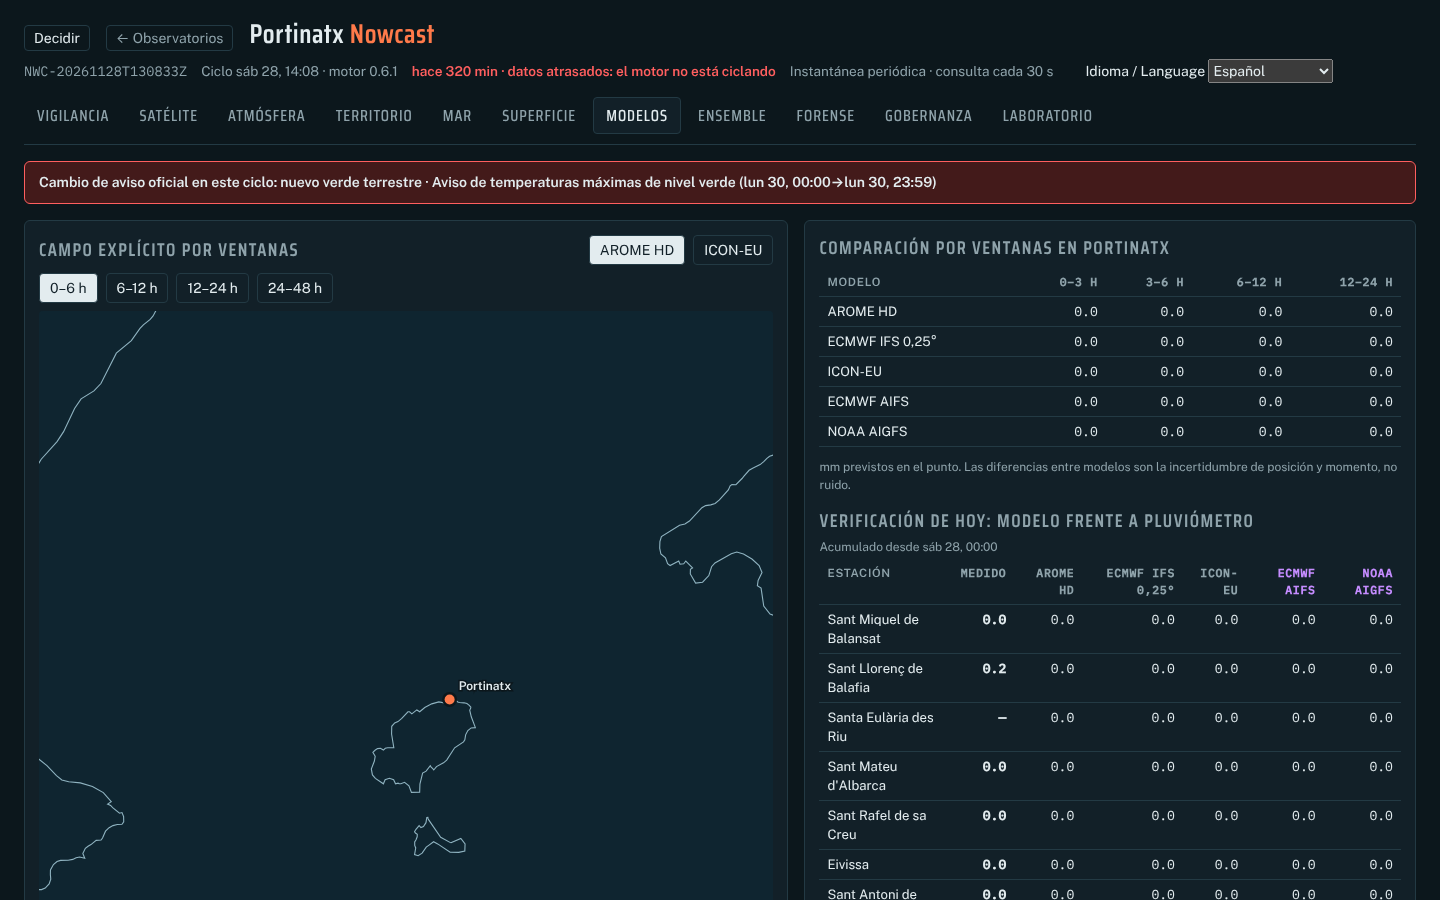 Decidir
← Observatorios
Portinatx Nowcast
NWC-20261128T130833Z Ciclo sáb 28, 14:08 · motor 0.6.1 hace 320 min · datos atrasados: el motor no está ciclando Instantánea periódica · consulta cada 30 s Idioma / Language Español
VIGILANCIA SATÉLITE ATMÓSFERA TERRITORIO MAR SUPERFICIE MODELOS ENSEMBLE FORENSE GOBERNANZA LABORATORIO
Cambio de aviso oficial en este ciclo: nuevo verde terrestre · Aviso de temperaturas máximas de nivel verde (lun 30, 00:00→lun 30, 23:59)
CAMPO EXPLÍCITO POR VENTANAS
AROME HD ICON-EU
0–6 h 6–12 h 12–24 h 24–48 h
Portinatx
COMPARACIÓN POR VENTANAS EN PORTINATX
MODELO 0–3 H 3–6 H 6–12 H 12–24 H
AROME HD 0.0 0.0 0.0 0.0
ECMWF IFS 0,25° 0.0 0.0 0.0 0.0
ICON-EU 0.0 0.0 0.0 0.0
ECMWF AIFS 0.0 0.0 0.0 0.0
NOAA AIGFS 0.0 0.0 0.0 0.0
mm previstos en el punto. Las diferencias entre modelos son la incertidumbre de posición y momento, no
ruido.
VERIFICACIÓN DE HOY: MODELO FRENTE A PLUVIÓMETRO
Acumulado desde sáb 28, 00:00
ESTACIÓN MEDIDO AROME ECMWF IFS ICON- ECMWF NOAA
HD 0,25° EU AIFS AIGFS
Sant Miquel de 0.0 0.0 0.0 0.0 0.0 0.0
Balansat
Sant Llorenç de 0.2 0.0 0.0 0.0 0.0 0.0
Balafia
Santa Eulària des — 0.0 0.0 0.0 0.0 0.0
Riu
Sant Mateu 0.0 0.0 0.0 0.0 0.0 0.0
d'Albarca
Sant Rafel de sa 0.0 0.0 0.0 0.0 0.0 0.0
Creu
Eivissa 0.0 0.0 0.0 0.0 0.0 0.0
Sant Antoni de 0.0 0.0 0.0 0.0 0.0 0.0